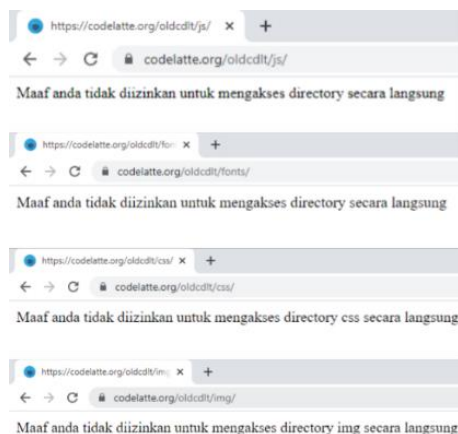 https://codelatte.org/oldcdlt/js/
codelatte.org/oldcdlt/js/
Maaf anda tidak diizinkan untuk mengakses directory secara langsung
https://codelatte.org/oldcdlt/fon
codelatte.org/oldcdlt/fonts/
Maaf anda tidak diizinkan untuk mengakses directory secara langsung
https://codelatte.org/oldcdlt/css/
codelatte.org/oldcdlt/css/
Maaf anda tidak diizinkan untuk mengakses directory css secara langsung
https://codelatte.org/oldcdlt/im
codelatte.org/oldcdlt/img/
Maaf anda tidak diizinkan untuk mengakses directory img secara langsung